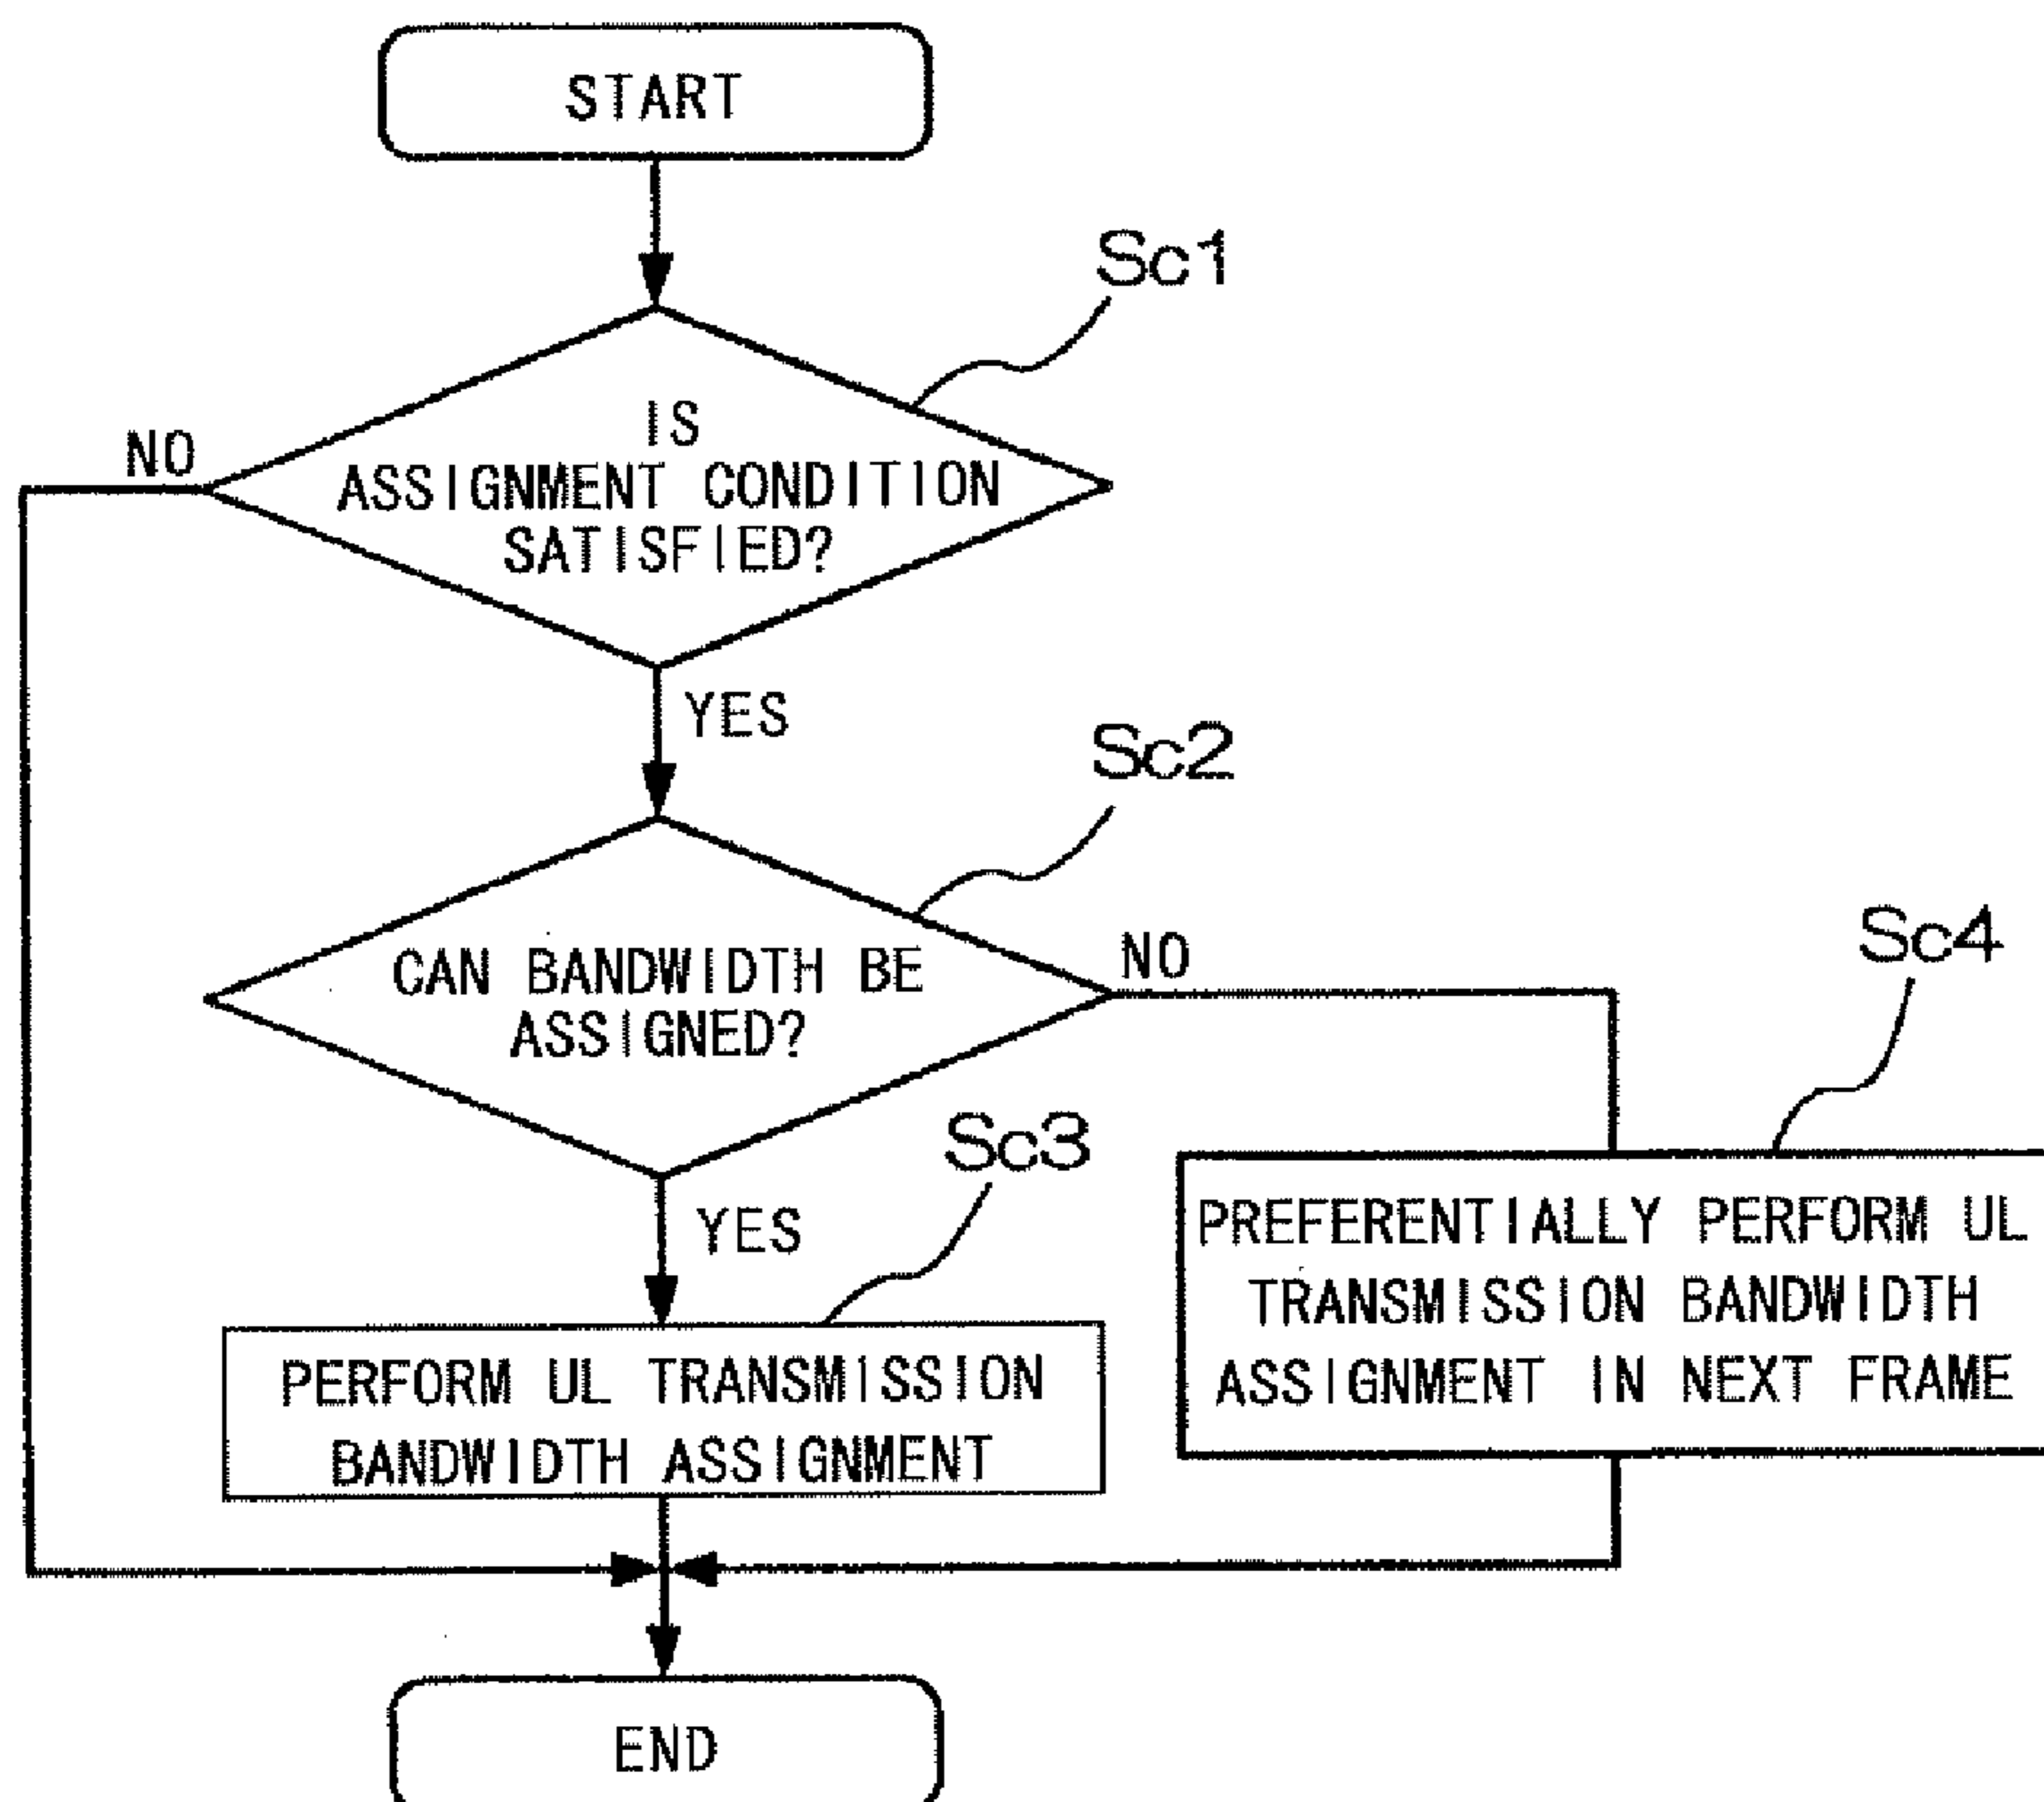 START
Sc1
IS
ASSIGNMENT CONDITION
SATISFIED?
NO
YES
Sc2
CAN BANDWIDTH BE
ASSIGNED?
NO
YES
Sc3
PERFORM UL TRANSMISSION
BANDWIDTH ASSIGNMENT
Sc4
PREFERENTIALLY PERFORM UL
TRANSMISSION BANDWIDTH
ASSIGNMENT IN NEXT FRAME
END